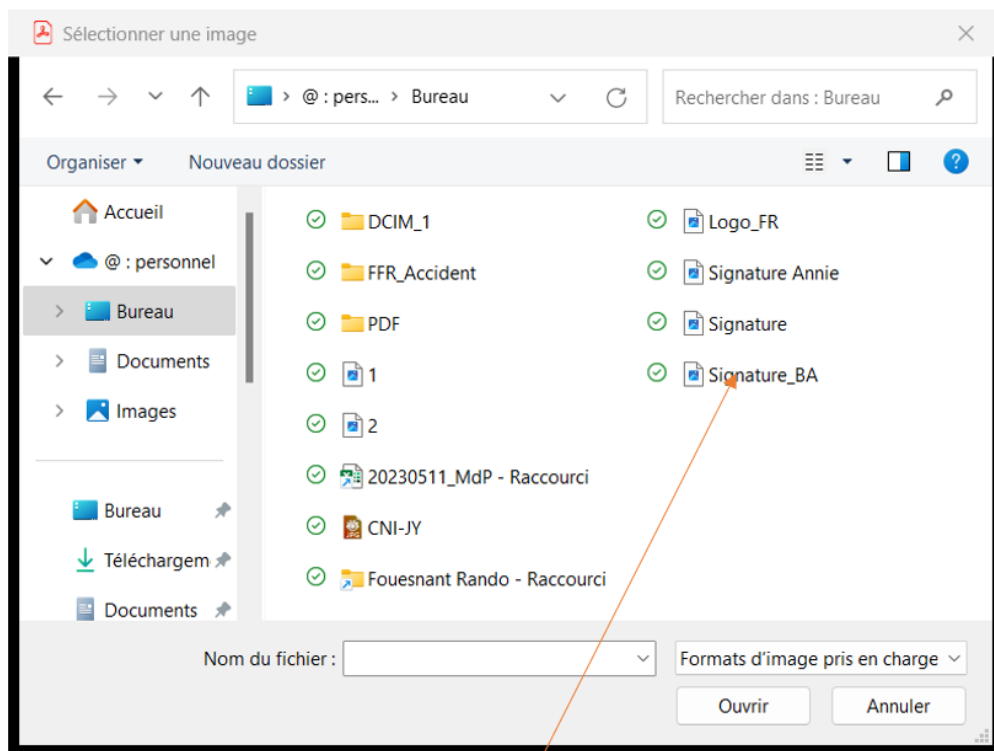 Sélectionner une image
@ : pers... > Bureau
Rechercher dans : Bureau
Organiser
Nouveau dossier
Accueil
@ : personnel
Bureau
Documents
Images
Bureau
Téléchargem
Documents
DCIM_1
FFR_Accident
PDF
1
2
20230511_MdP - Raccourci
CNI-JY
Fouesnant Rando - Raccourci
Logo_FR
Signature Annie
Signature
Signature_BA
Nom du fichier :
Formats d'image pris en charge
Ouvrir
Annuler